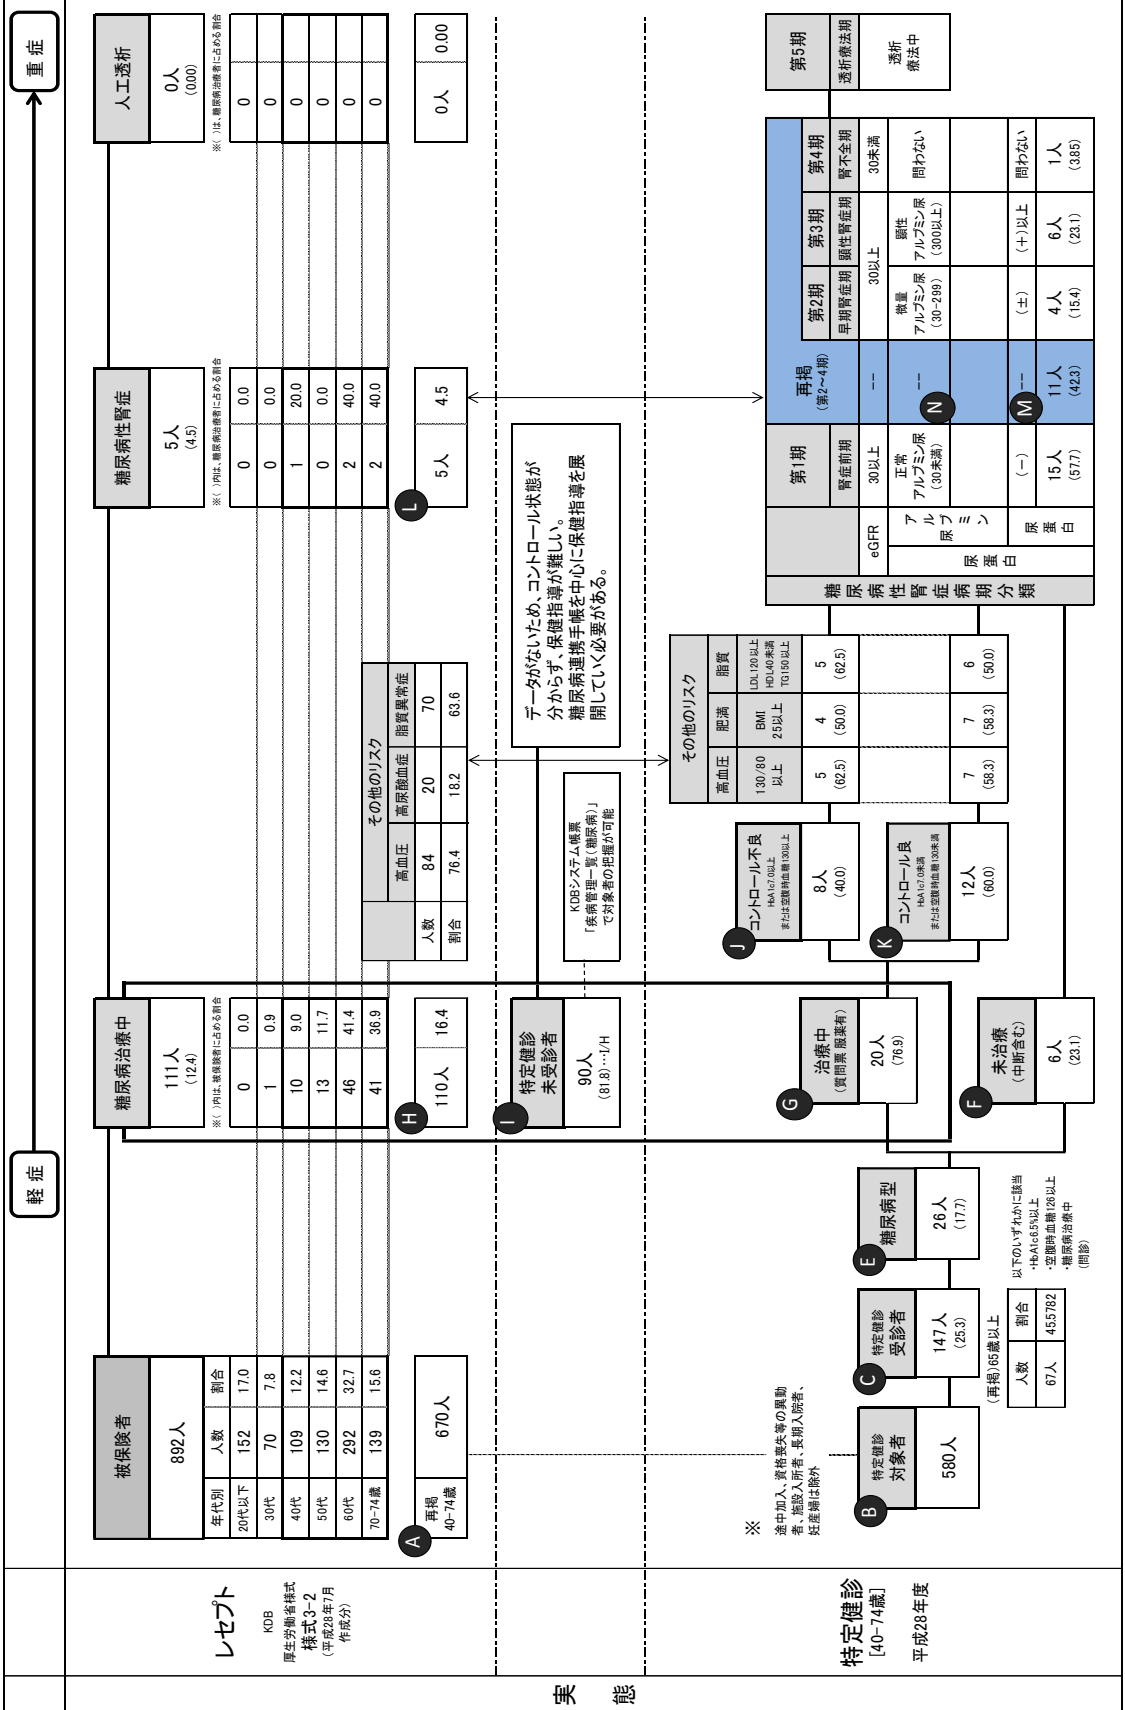 軽症
重症
実態
レセプト
KDB
厚生労働省様式
様式3-2
(平成28年7月
作成分)
被保険者
892人
年代別 人数 割合
20代以下 152 17.0
30代 70 7.8
40代 109 12.2
50代 130 14.6
60代 292 32.7
70-74歳 139 15.6
A
再掲
40-74歳
670人
糖尿病治療中
111人
(12.4)
※( )内は、被保険者に占める割合
0 0.0
1 0.9
10 9.0
13 11.7
46 41.4
41 36.9
H
110人 16.4
その他のリスク
高血圧 高尿酸血症 脂質異常症
人数 84 20 70
割合 76.4 18.2 63.6
糖尿病性腎症
5人
(4.5)
※( )内は、糖尿病治療者に占める割合
0 0.0
0 0.0
1 20.0
0 0.0
2 40.0
2 40.0
L
5人 4.5
人工透析
0人
(0.00)
※( )は、糖尿病治療者に占める割合
0
0
0
0
0
0
0人 0.00
I
特定健診
未受診者
90人
(81.8)…I/H
KDBシステム帳票
「疾病管理一覧(糖尿病)」
で対象者の把握が可能
データがないため、コントロール状態が
分からず、保健指導が難しい。
糖尿病連携手帳を中心に保健指導を展
開していく必要がある。
特定健診
[40-74歳]
平成28年度
※
途中加入、資格喪失等の異動
者、施設入所者、長期入院者、
妊産婦は除外
B
特定健診
対象者
580人
C
特定健診
受診者
147人
(25.3)
(再掲)65歳以上
人数 割合
67人 45.5782
E
糖尿病型
26人
(17.7)
以下のいずれかに該当
・HbA1c6.5%以上
・空腹時血糖126以上
・糖尿病治療中
(問診)
G
治療中
(質問票 服薬有)
20人
(76.9)
F
未治療
(中断含む)
6人
(23.1)
J
コントロール不良
HbA1c7.0以上
または空腹時血糖130以上
8人
(40.0)
K
コントロール良
HbA1c7.0未満
または空腹時血糖130未満
12人
(60.0)
その他のリスク
高血圧 肥満 脂質
130/80
以上
BMI
25以上
LDL120以上
HDL40未満
TG150以上
5 4 5
(62.5) (50.0) (62.5)
7 7 6
(58.3) (58.3) (50.0)
糖尿病性腎症病期分類
第1期 再掲
(第2～4期)
第2期 第3期 第4期 第5期
腎症前期 早期腎症期 顕性腎症期 腎不全期 透析療法期
eGFR 30以上 -- 30以上 30未満
透析
療法中
尿蛋白
尿アルブミン
正常
アルブミン尿
(30未満)
--
微量
アルブミン尿
(30-299)
顕性
アルブミン尿
(300以上)
問わない
N
尿蛋白 (－) -- (±) (＋)以上 問わない
M
15人 11人 4人 6人 1人
(57.7) (42.3) (15.4) (23.1) (3.85)